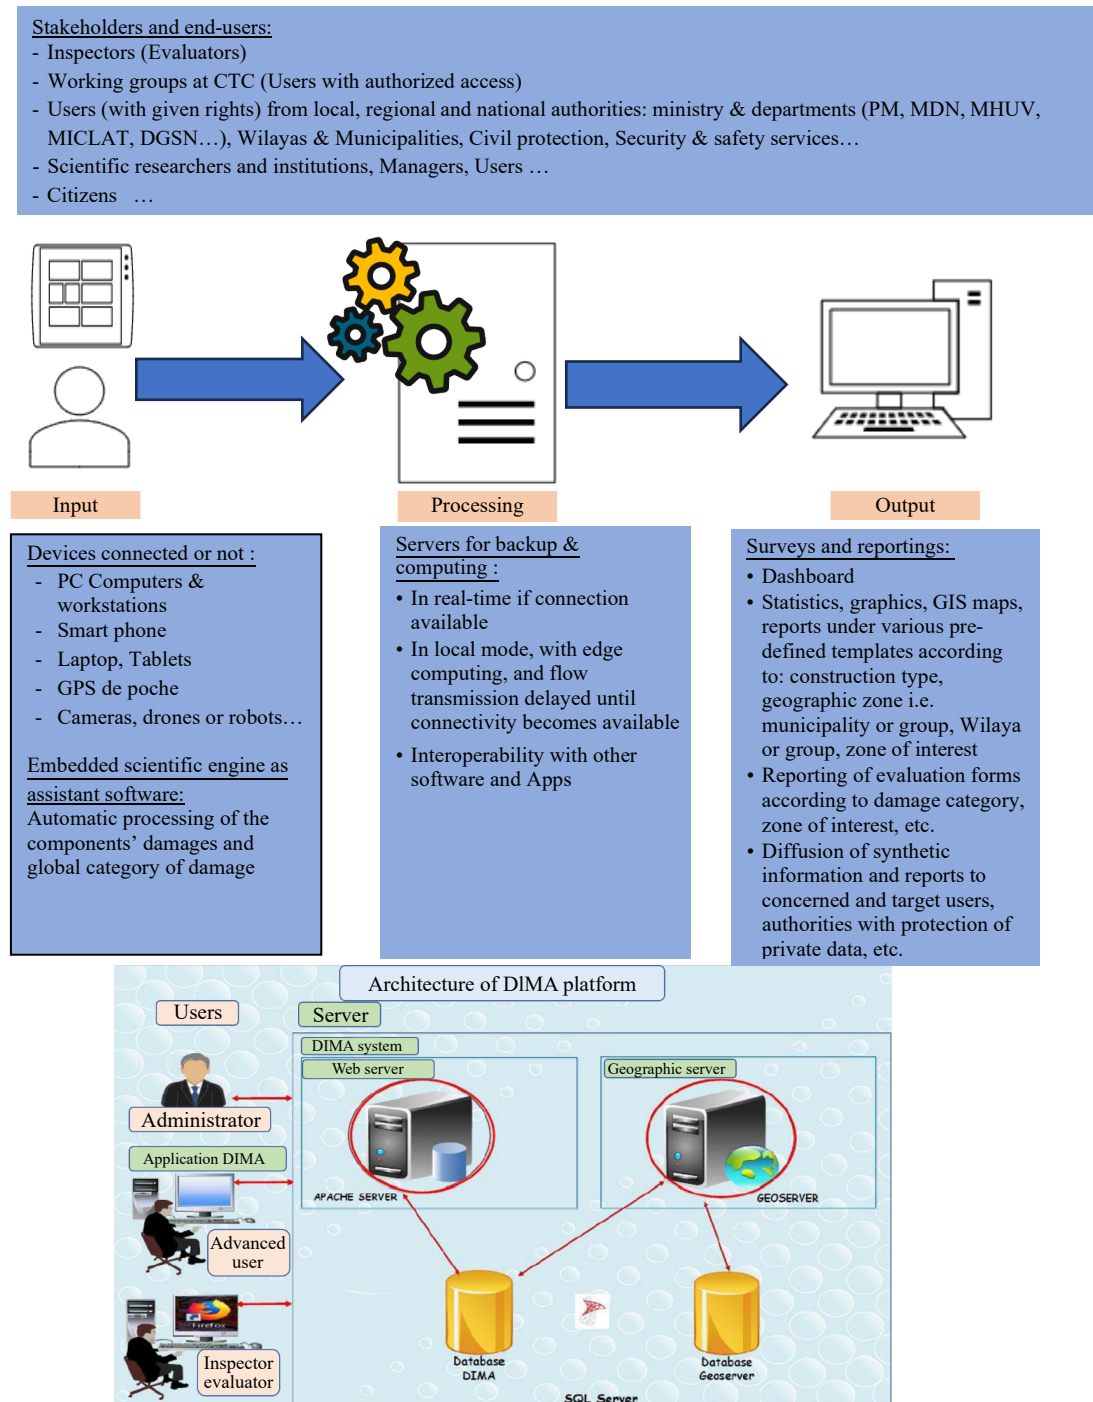 Stakeholders and end-users:
- Inspectors (Evaluators)
- Working groups at CTC (Users with authorized access)
- Users (with given rights) from local, regional and national authorities: ministry & departments (PM, MDN, MHUV,
MICLAT, DGSN…), Wilayas & Municipalities, Civil protection, Security & safety services…
- Scientific researchers and institutions, Managers, Users …
- Citizens …
Input
Processing
Output
Devices connected or not :
- PC Computers &
workstations
- Smart phone
- Laptop, Tablets
- GPS de poche
- Cameras, drones or robots…
Embedded scientific engine as
assistant software:
Automatic processing of the
components' damages and
global category of damage
Servers for backup &
computing :
• In real-time if connection
available
• In local mode, with edge
computing, and flow
transmission delayed until
connectivity becomes available
• Interoperability with other
software and Apps
Surveys and reportings:
• Dashboard
• Statistics, graphics, GIS maps,
reports under various pre-
defined templates according
to: construction type,
geographic zone i.e.
municipality or group, Wilaya
or group, zone of interest
• Reporting of evaluation forms
according to damage category,
zone of interest, etc.
• Diffusion of synthetic
information and reports to
concerned and target users,
authorities with protection of
private data, etc.
Architecture of DlMA platform
Users
Server
DIMA system
Web server
Geographic server
Administrator
Application DIMA
APACHE SERVER
GEOSERVER
Advanced
user
Firefox
Inspector
evaluator
Database
DIMA
Database
Geoserver
SQL Server